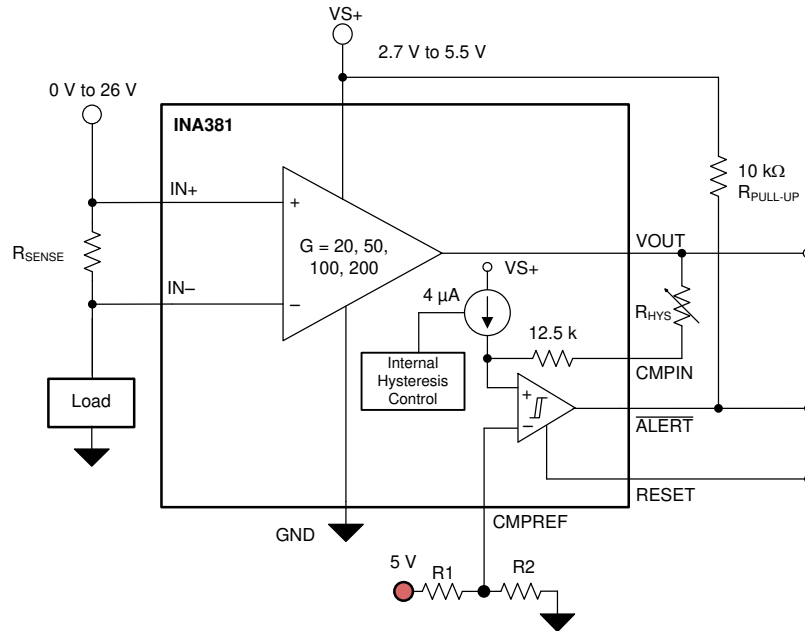 VS+
2.7 V to 5.5 V
0 V to 26 V
INA381
10 kΩ
RPULL-UP
IN+
+
VOUT
RSENSE
G = 20, 50,
100, 200
VS+
IN–
–
4 µA
RHYS
12.5 k
Internal
Hysteresis
Control
CMPIN
Load
+
–
ALERT
RESET
GND
CMPREF
5 V
R1
R2